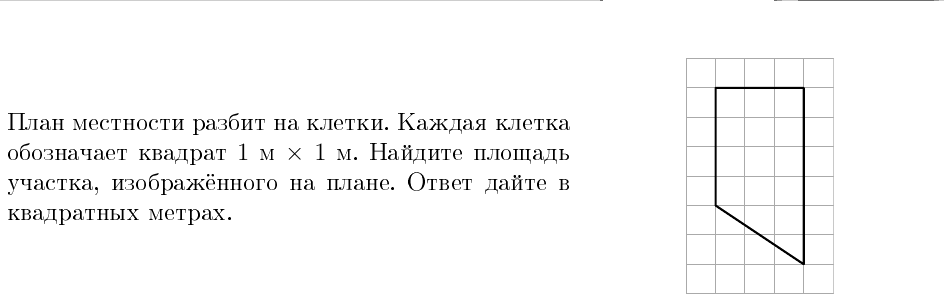 План местности разбит на клетки. Каждая клетка
обозначает квадрат 1 м × 1 м. Найдите площадь
участка, изображённого на плане. Ответ дайте в
квадратных метрах.